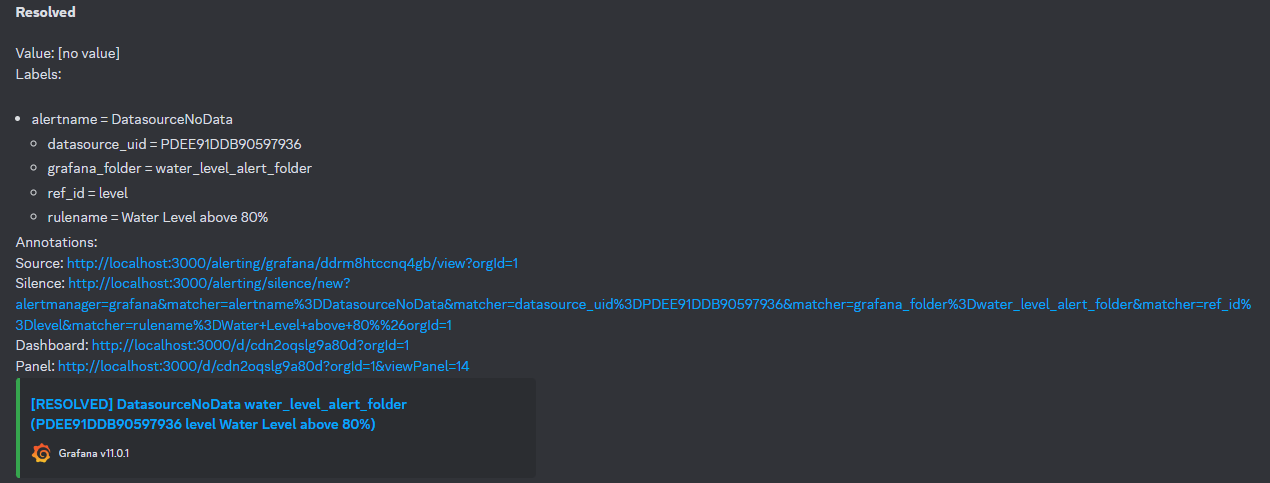 Resolved
Value: [no value]
Labels:
alertname = DatasourceNoData
datasource_uid = PDEE91DDB90597936
grafana_folder = water_level_alert_folder
ref_id = level
rulename = Water Level above 80%
Annotations:
Source: http://localhost:3000/alerting/grafana/ddrm8htccnq4gb/view?orgId=1
Silence: http://localhost:3000/alerting/silence/new?
alertmanager=grafana&matcher=alertname%3DDatasourceNoData&matcher=datasource_uid%3DPDEE91DDB90597936&matcher=grafana_folder%3Dwater_level_alert_folder&matcher=ref_id%
3Dlevel&matcher=rulename%3DWater+Level+above+80%%26orgId=1
Dashboard: http://localhost:3000/d/cdn2oqslg9a80d?orgId=1
Panel: http://localhost:3000/d/cdn2oqslg9a80d?orgId=1&viewPanel=14
[RESOLVED] DatasourceNoData water_level_alert_folder
(PDEE91DDB90597936 level Water Level above 80%)
Grafana v11.0.1